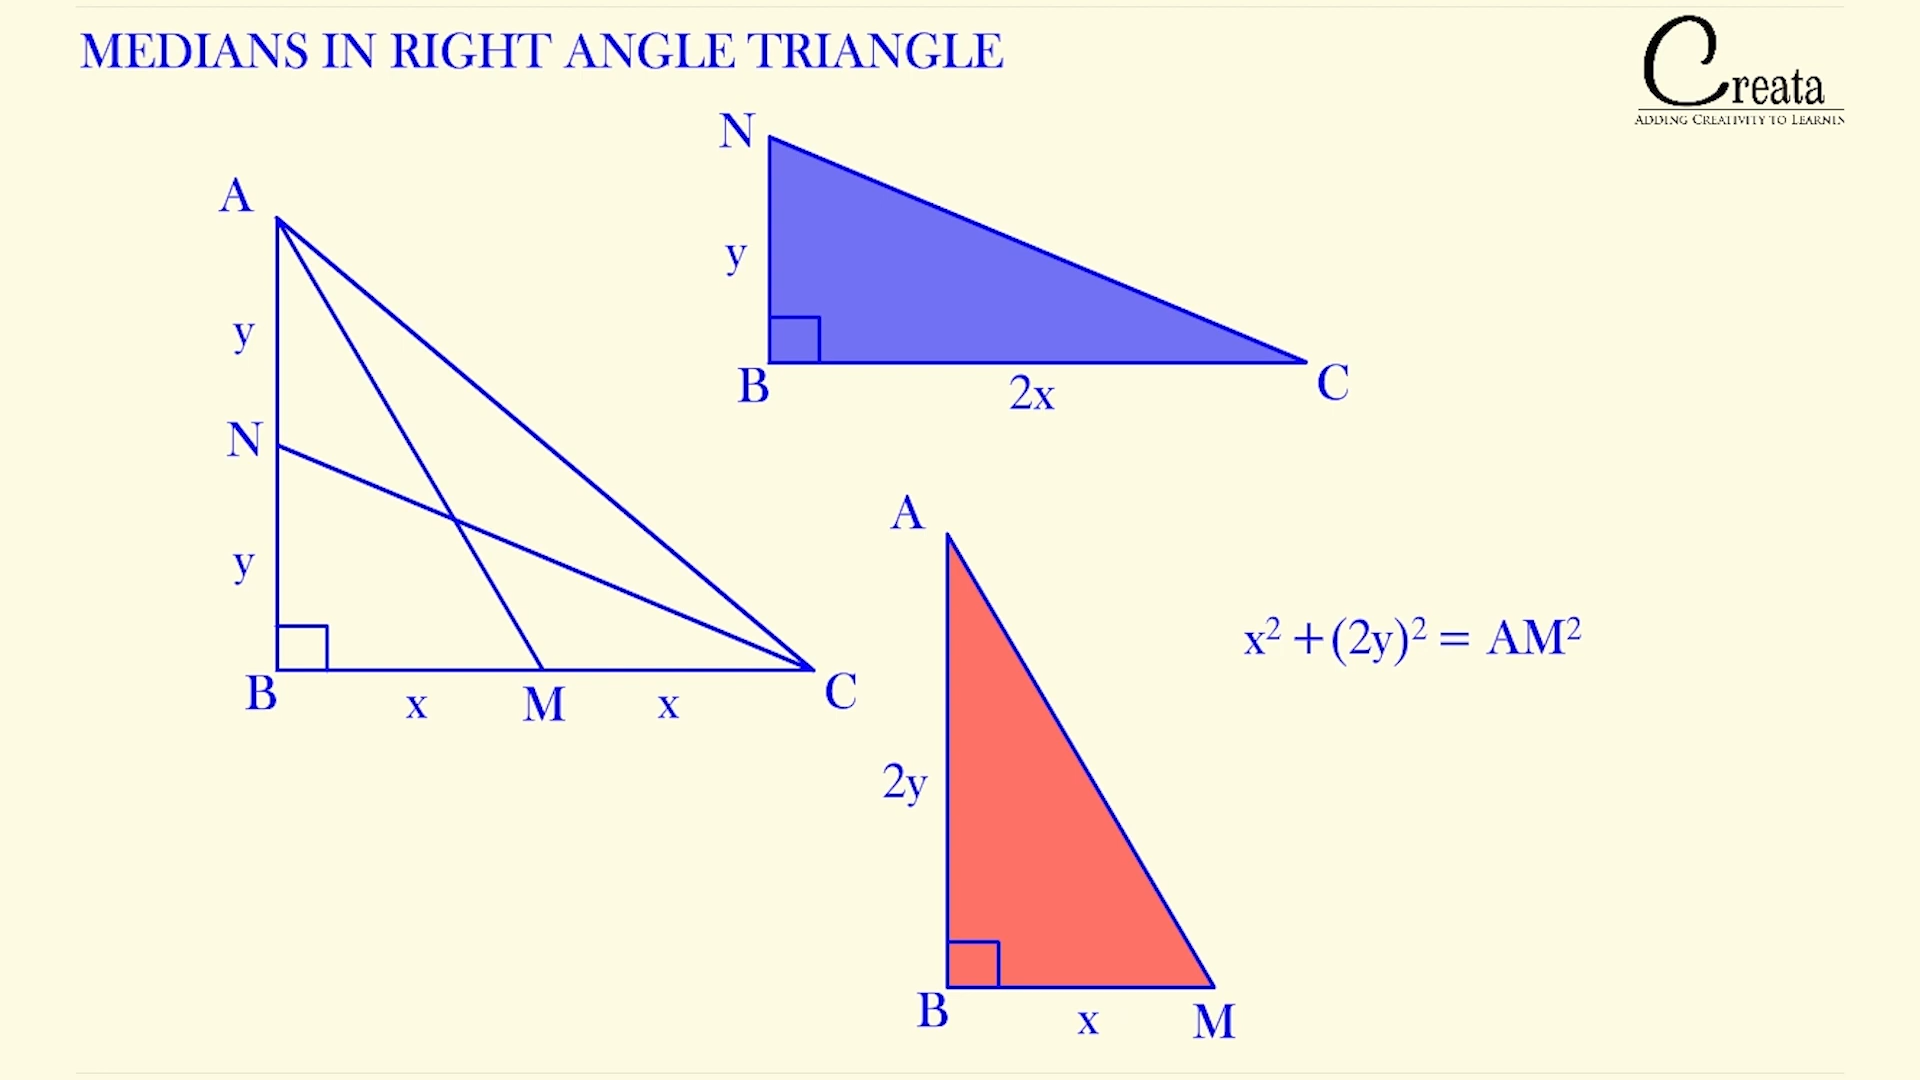 MEDIANS IN RIGHT ANGLE TRIANGLE
Creata
ADDING CREATIVITY TO LEARNIN
N
A
y
y
B
C
2x
N
A
y
2y
B
x
M
x
C
x² + (2y)² = AM²
B
x
M